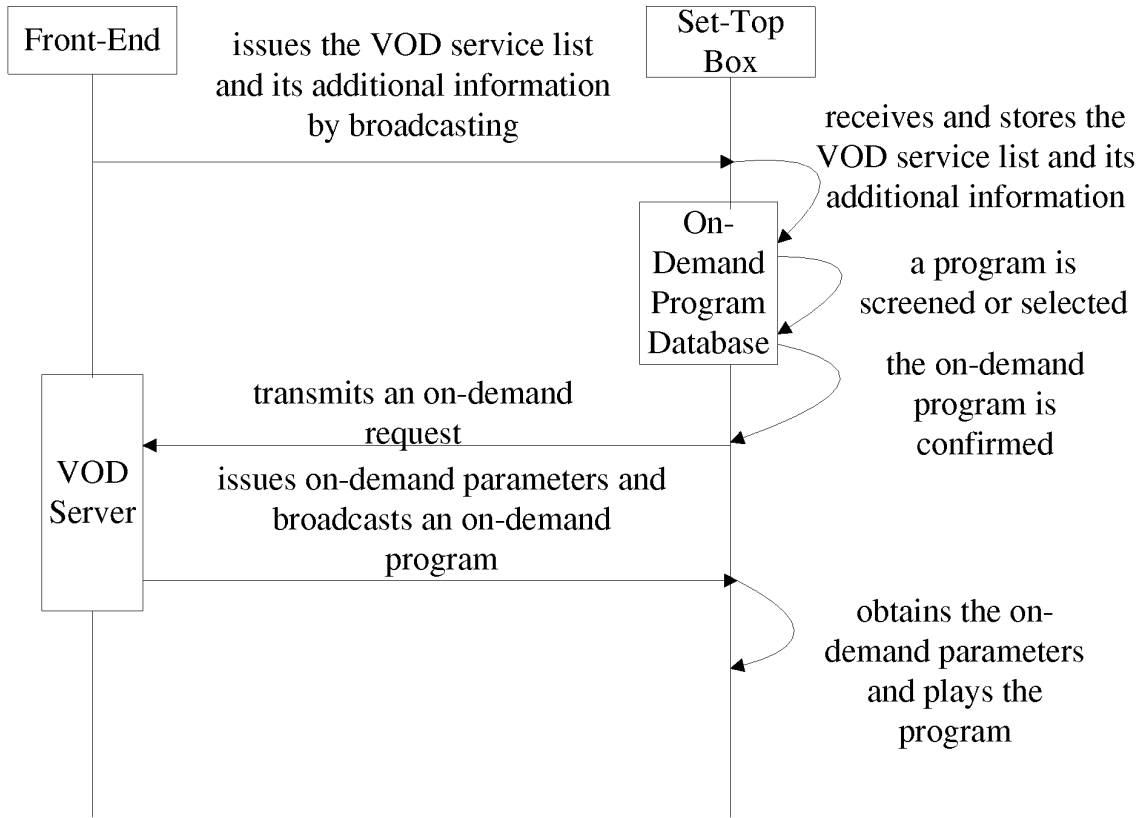 Front-End
issues the VOD service list
and its additional information
by broadcasting
Set-Top
Box
receives and stores the
VOD service list and its
additional information
On-
Demand
Program
Database
a program is
screened or selected
the on-demand
program is
confirmed
transmits an on-demand
request
VOD
Server
issues on-demand parameters and
broadcasts an on-demand
program
obtains the on-
demand parameters
and plays the
program